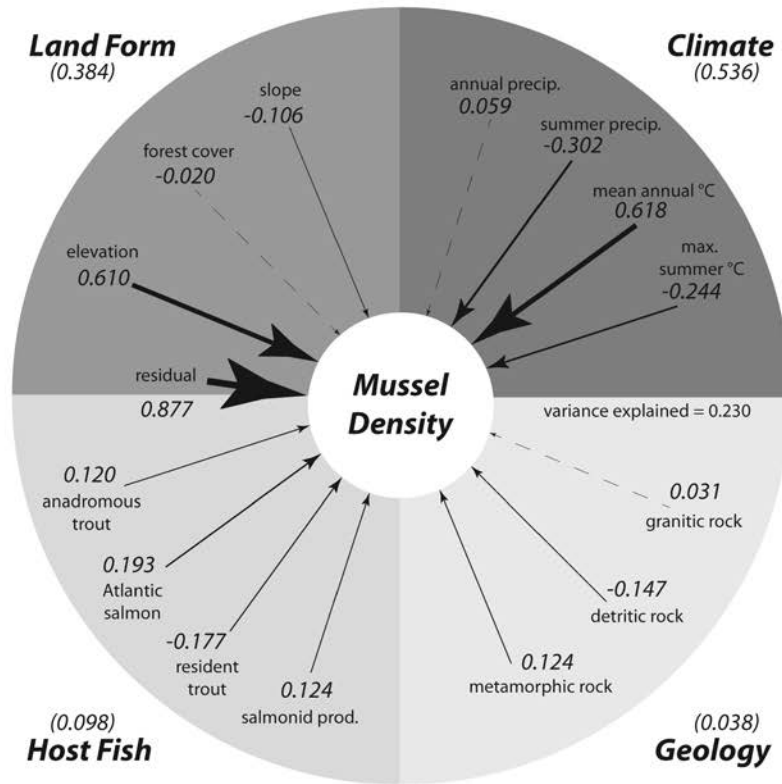 Land Form
(0.384)
Climate
(0.536)
slope
-0.106
forest cover
-0.020
elevation
0.610
residual
0.877
annual precip.
0.059
summer precip.
-0.302
mean annual °C
0.618
max.
summer °C
-0.244
Mussel
Density
variance explained = 0.230
0.120
anadromous
trout
0.193
Atlantic
salmon
-0.177
resident
trout
0.124
salmonid prod.
0.031
granitic rock
-0.147
detritic rock
0.124
metamorphic rock
(0.098)
Host Fish
(0.038)
Geology